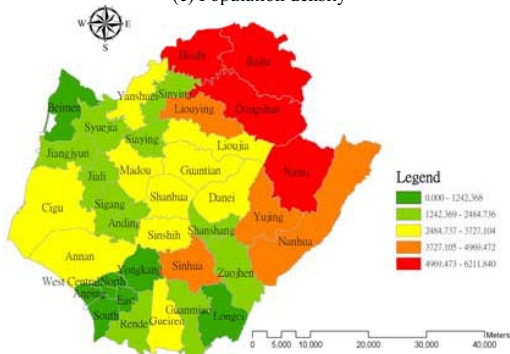 (c) Population density
N
W E
S
Houby Baihe
Yanshuei Sinying
Beimen Liouying Dongshan
Syuejia Siaying
Jiangjyun Lioujia
Jiali Madou Guantian Nansi
Legend
Cigu Sigang Shanhua Danei
0.000 - 1242.368
Anding Yujing
1242.369 - 2484.736
Sinshih Shanshang Nanhua
2484.737 - 3727.104
Annan
3727.105 - 4969.472
Yongkang Sinhua Zuojhen
4969.473 - 6211.840
West Central North
Anping East
South Rende Gueiren Guanmiao Longci
Meters
0 5,000 10,000 20,000 30,000 40,000